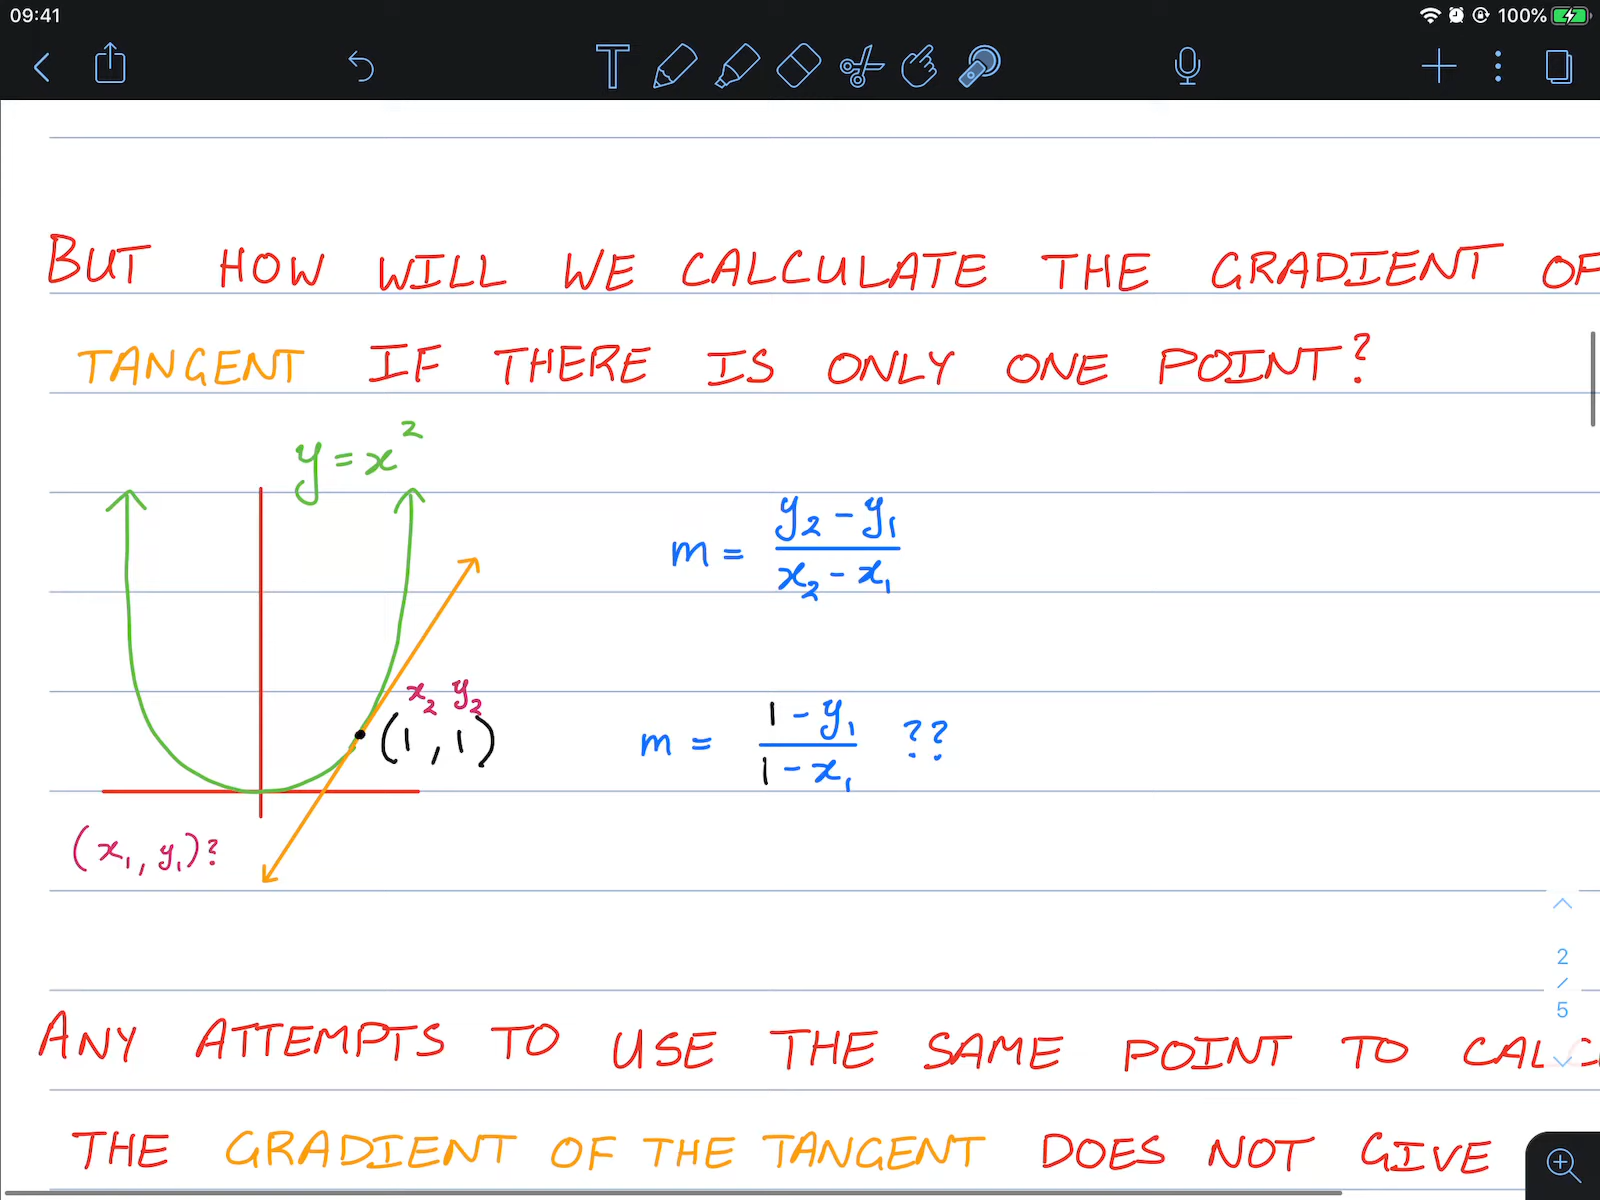 09:41 100%
BUT HOW WILL WE CALCULATE THE GRADIENT OF
TANGENT IF THERE IS ONLY ONE POINT?
y = x²
m = (y₂ - y₁)/(x₂ - x₁)
x₂ y₂
(1, 1)
m = (1 - y₁)/(1 - x₁) ??
(x₁, y₁)?
2
/
5
ANY ATTEMPTS TO USE THE SAME POINT TO CALC
THE GRADIENT OF THE TANGENT DOES NOT GIVE